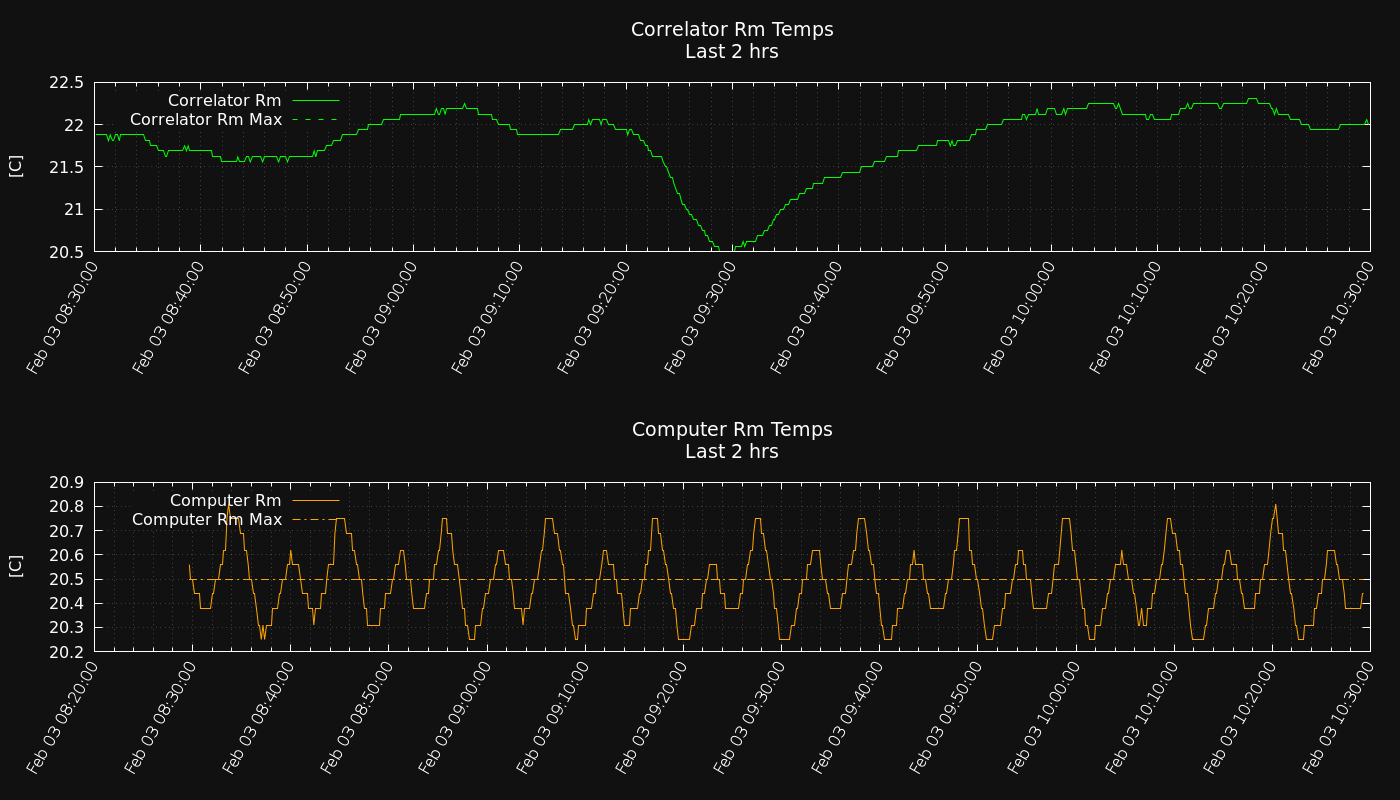 Correlator Rm Temps
Last 2 hrs
22.5
22
21.5
21
20.5
[C]
Correlator Rm
Correlator Rm Max
Feb 03 08:30:00
Feb 03 08:40:00
Feb 03 08:50:00
Feb 03 09:00:00
Feb 03 09:10:00
Feb 03 09:20:00
Feb 03 09:30:00
Feb 03 09:40:00
Feb 03 09:50:00
Feb 03 10:00:00
Feb 03 10:10:00
Feb 03 10:20:00
Feb 03 10:30:00
Computer Rm Temps
Last 2 hrs
20.9
20.8
20.7
20.6
20.5
20.4
20.3
20.2
[C]
Computer Rm
Computer Rm Max
Feb 03 08:20:00
Feb 03 08:30:00
Feb 03 08:40:00
Feb 03 08:50:00
Feb 03 09:00:00
Feb 03 09:10:00
Feb 03 09:20:00
Feb 03 09:30:00
Feb 03 09:40:00
Feb 03 09:50:00
Feb 03 10:00:00
Feb 03 10:10:00
Feb 03 10:20:00
Feb 03 10:30:00